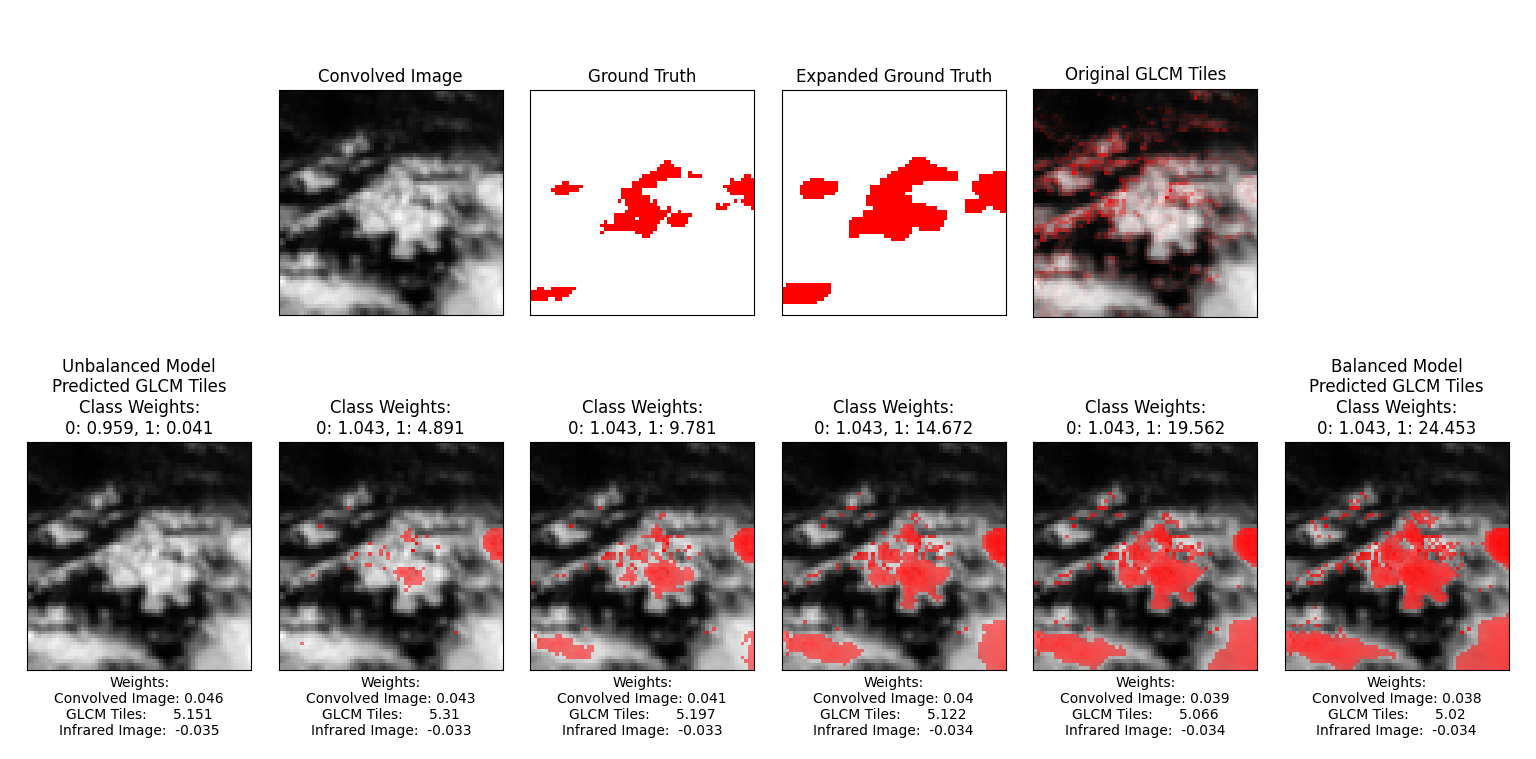 Convolved Image
Ground Truth
Expanded Ground Truth
Original GLCM Tiles
Unbalanced Model
Predicted GLCM Tiles
Class Weights:
0: 0.959, 1: 0.041
Class Weights:
0: 1.043, 1: 4.891
Class Weights:
0: 1.043, 1: 9.781
Class Weights:
0: 1.043, 1: 14.672
Class Weights:
0: 1.043, 1: 19.562
Balanced Model
Predicted GLCM Tiles
Class Weights:
0: 1.043, 1: 24.453
Weights:
Convolved Image: 0.046
GLCM Tiles: 5.151
Infrared Image: -0.035
Weights:
Convolved Image: 0.043
GLCM Tiles: 5.31
Infrared Image: -0.033
Weights:
Convolved Image: 0.041
GLCM Tiles: 5.197
Infrared Image: -0.033
Weights:
Convolved Image: 0.04
GLCM Tiles: 5.122
Infrared Image: -0.034
Weights:
Convolved Image: 0.039
GLCM Tiles: 5.066
Infrared Image: -0.034
Weights:
Convolved Image: 0.038
GLCM Tiles: 5.02
Infrared Image: -0.034